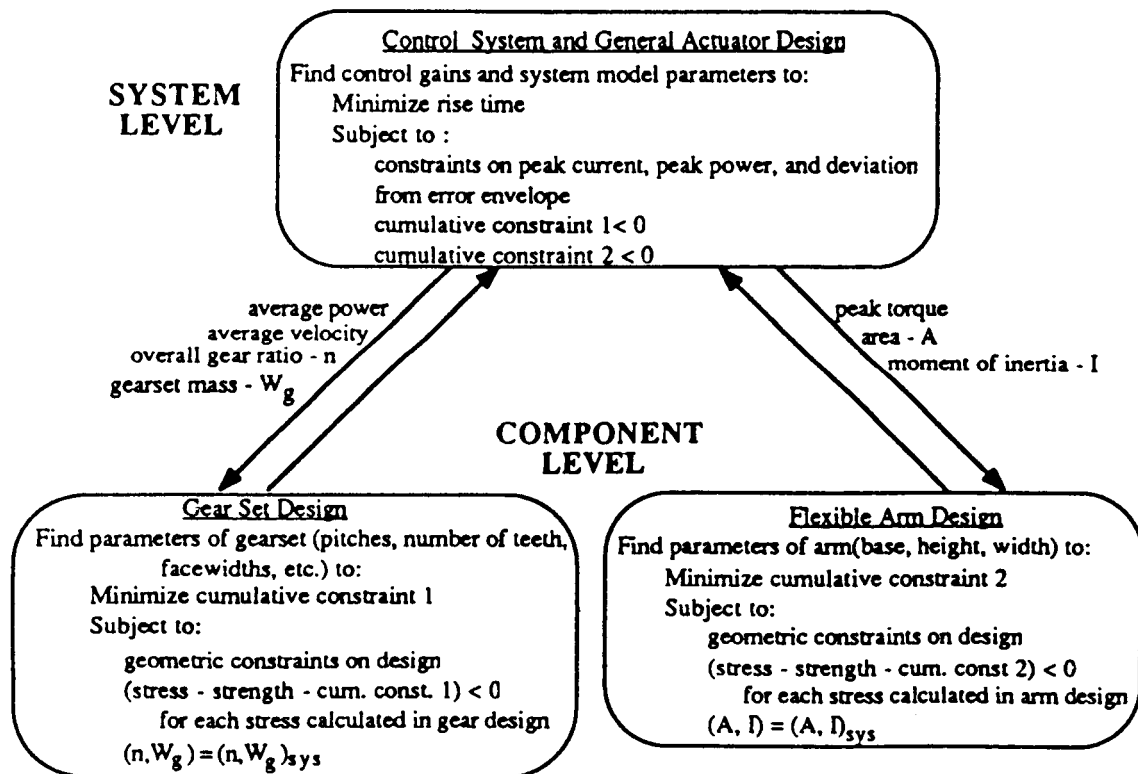 Control System and General Actuator Design
Find control gains and system model parameters to:
Minimize rise time
Subject to :
constraints on peak current, peak power, and deviation
from error envelope
cumulative constraint 1< 0
cumulative constraint 2 < 0
SYSTEM
LEVEL
average power
average velocity
overall gear ratio - n
gearset mass - Wg
peak torque
area - A
moment of inertia - I
COMPONENT
LEVEL
Gear Set Design
Find parameters of gearset (pitches, number of teeth,
facewidths, etc.) to:
Minimize cumulative constraint 1
Subject to:
geometric constraints on design
(stress - strength - cum. const. 1) < 0
for each stress calculated in gear design
(n,Wg) = (n,Wg)sys
Flexible Arm Design
Find parameters of arm(base, height, width) to:
Minimize cumulative constraint 2
Subject to:
geometric constraints on design
(stress - strength - cum. const 2) < 0
for each stress calculated in arm design
(A, I) = (A, I)sys